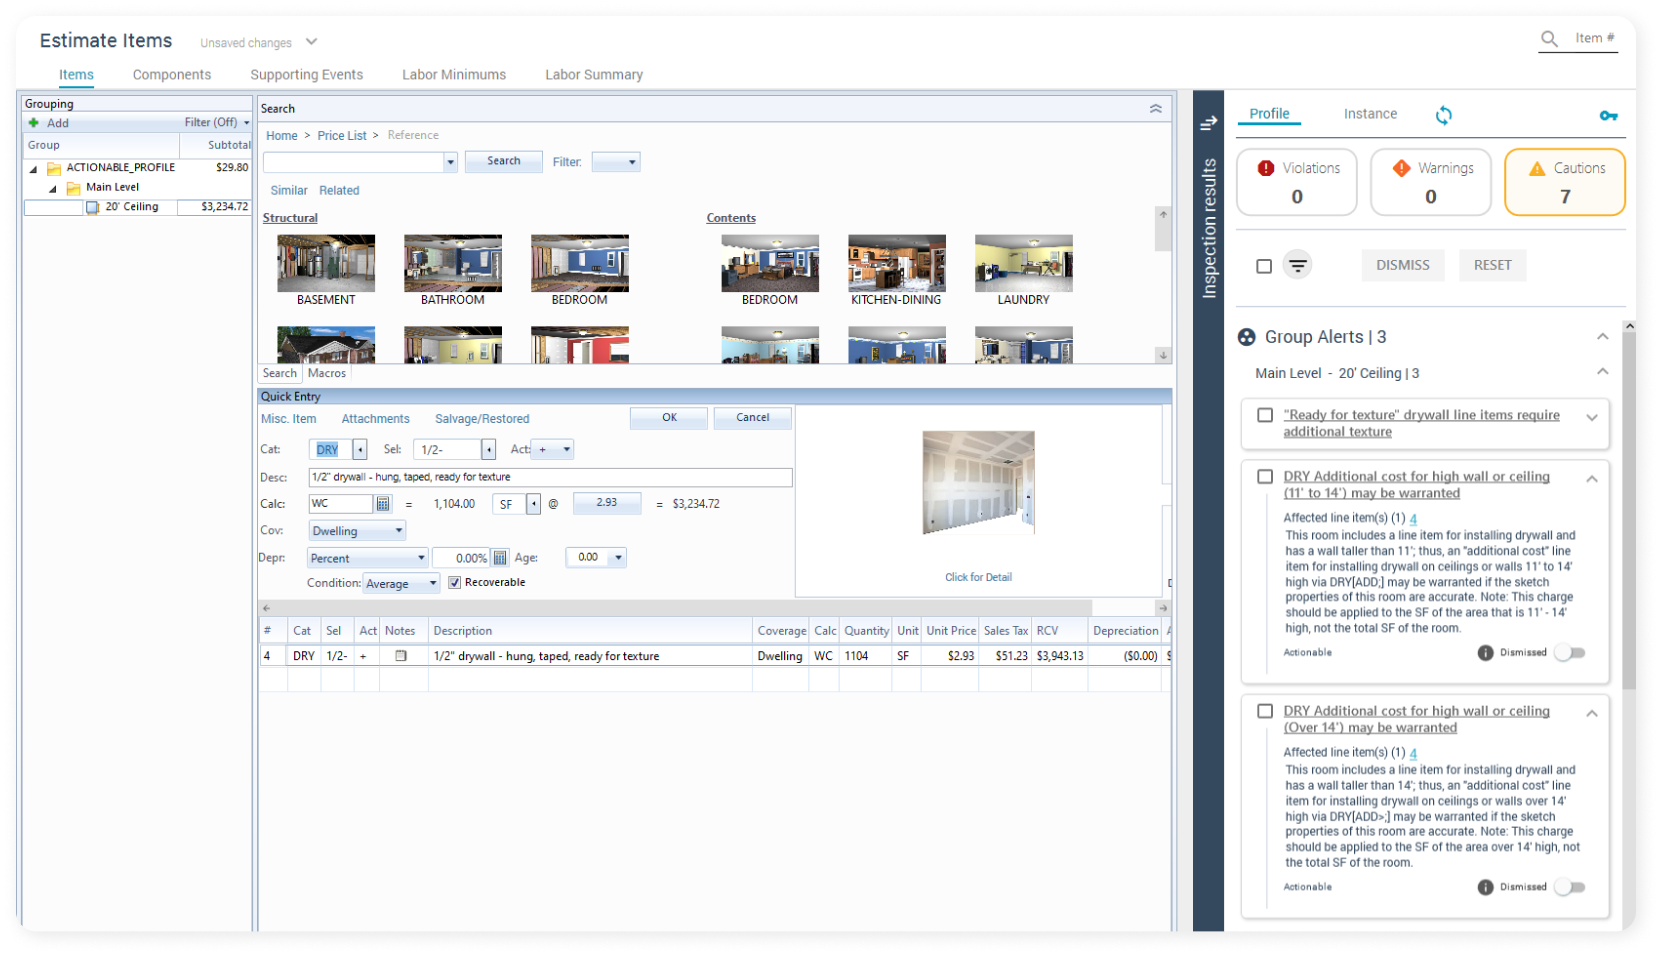 Estimate Items
Unsaved changes
Item #
Items
Components
Supporting Events
Labor Minimums
Labor Summary
Grouping
Add
Filter (Off)
Group
Subtotal
ACTIONABLE_PROFILE
$29.80
Main Level
20' Ceiling
$3,234.72
Search
Home > Price List > Reference
Search
Filter:
Similar
Related
Structural
Contents
BASEMENT
BATHROOM
BEDROOM
BEDROOM
KITCHEN-DINING
LAUNDRY
Search
Macros
Quick Entry
Misc. Item
Attachments
Salvage/Restored
OK
Cancel
Cat:
DRY
Sel:
1/2-
Act:
+
Desc:
1/2" drywall - hung, taped, ready for texture
Calc:
WC
=
1,104.00
SF
@
2.93
= $3,234.72
Cov:
Dwelling
Depr:
Percent
0.00%
Age:
0.00
Condition:
Average
Recoverable
Click for Detail
D
# Cat Sel Act Notes Description Coverage Calc Quantity Unit Unit Price Sales Tax RCV Depreciation A
4 DRY 1/2- + 1/2" drywall - hung, taped, ready for texture Dwelling WC 1104 SF $2.93 $51.23 $3,943.13 ($0.00) $
Inspection results
Profile
Instance
Violations
0
Warnings
0
Cautions
7
DISMISS
RESET
Group Alerts | 3
Main Level - 20' Ceiling | 3
"Ready for texture" drywall line items require
additional texture
DRY Additional cost for high wall or ceiling
(11' to 14') may be warranted
Affected line item(s) (1) 4
This room includes a line item for installing drywall and
has a wall taller than 11'; thus, an "additional cost" line
item for installing drywall on ceilings or walls 11' to 14'
high via DRY[ADD;] may be warranted if the sketch
properties of this room are accurate. Note: This charge
should be applied to the SF of the area that is 11' - 14'
high, not the total SF of the room.
Actionable
Dismissed
DRY Additional cost for high wall or ceiling
(Over 14') may be warranted
Affected line item(s) (1) 4
This room includes a line item for installing drywall and
has a wall taller than 14'; thus, an "additional cost" line
item for installing drywall on ceilings or walls over 14'
high via DRY[ADD>;] may be warranted if the sketch
properties of this room are accurate. Note: This charge
should be applied to the SF of the area over 14' high, not
the total SF of the room.
Actionable
Dismissed